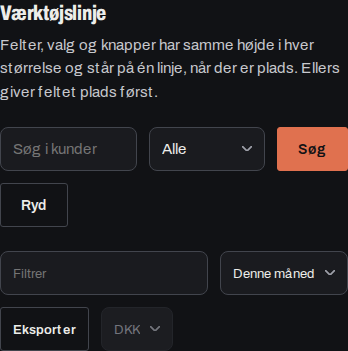 Værktøjslinje
Felter, valg og knapper har samme højde i hver
størrelse og står på én linje, når der er plads. Ellers
giver feltet plads først.
Søg i kunder Alle Søg
Ryd
Filtrer Denne måned
Eksporter DKK